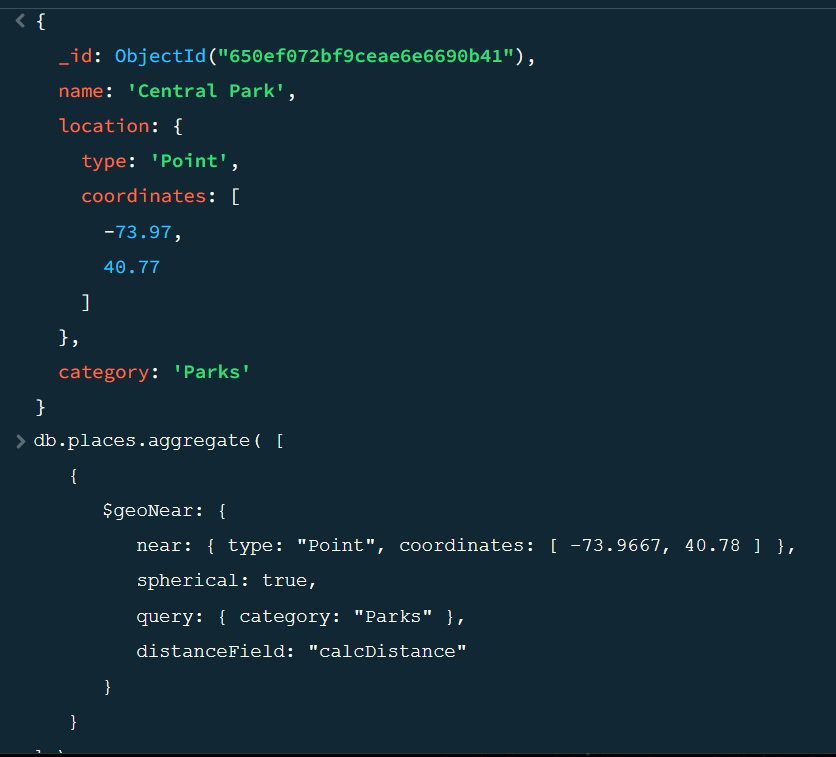 {
_id: ObjectId("650ef072bf9ceae6e6690b41"),
name: 'Central Park',
location: {
type: 'Point',
coordinates: [
-73.97,
40.77
]
},
category: 'Parks'
}
db.places.aggregate( [
{
$geoNear: {
near: { type: "Point", coordinates: [ -73.9667, 40.78 ] },
spherical: true,
query: { category: "Parks" },
distanceField: "calcDistance"
}
}